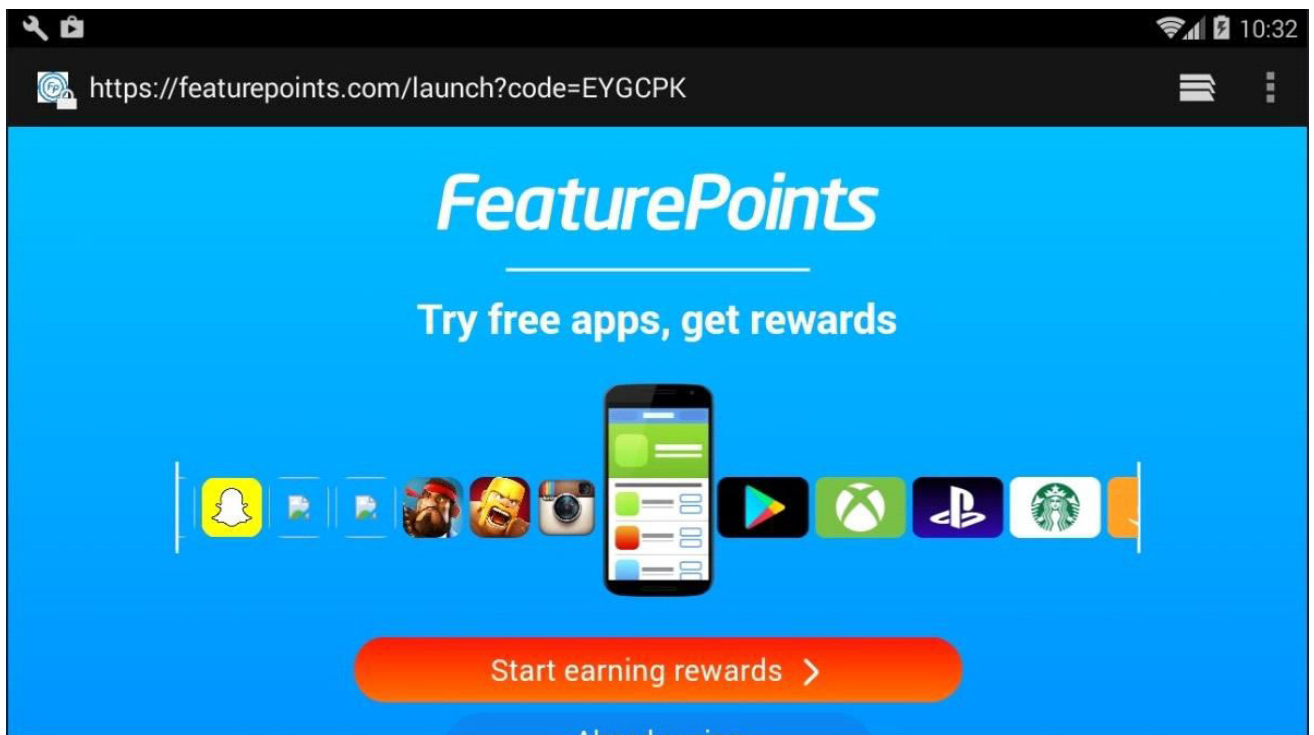 10:32
https://featurepoints.com/launch?code=EYGCPK
FeaturePoints
Try free apps, get rewards
Start earning rewards >